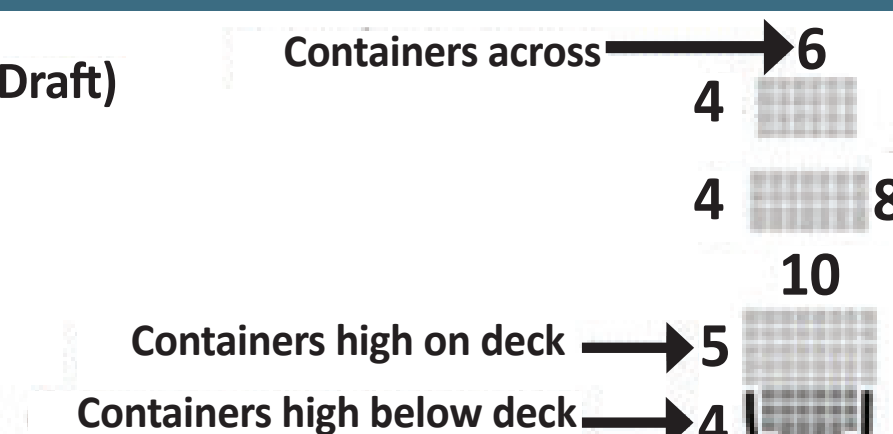 Containers across 6
Draft)
4
4 8
10
Containers high on deck 5
Containers high below deck 4